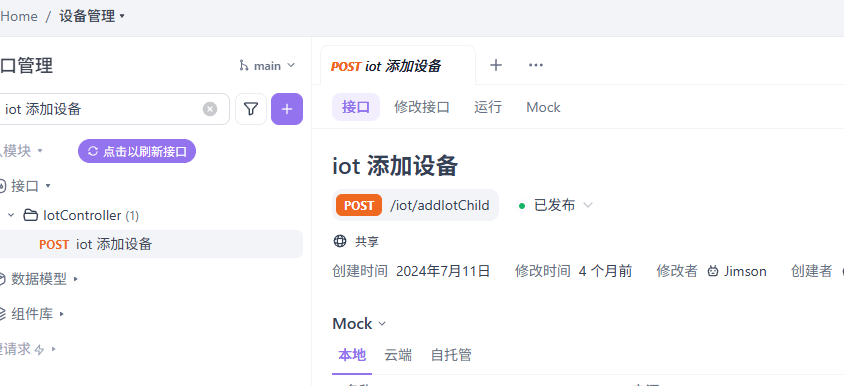 Home / 设备管理
口管理
main
iot 添加设备
模块
点击以刷新接口
接口
IotController (1)
POST iot 添加设备
数据模型
组件库
请求
POST iot 添加设备
接口 修改接口 运行 Mock
iot 添加设备
POST /iot/addIotChild 已发布
共享
创建时间 2024年7月11日 修改时间 4 个月前 修改者 Jimson 创建者
Mock
本地 云端 自托管